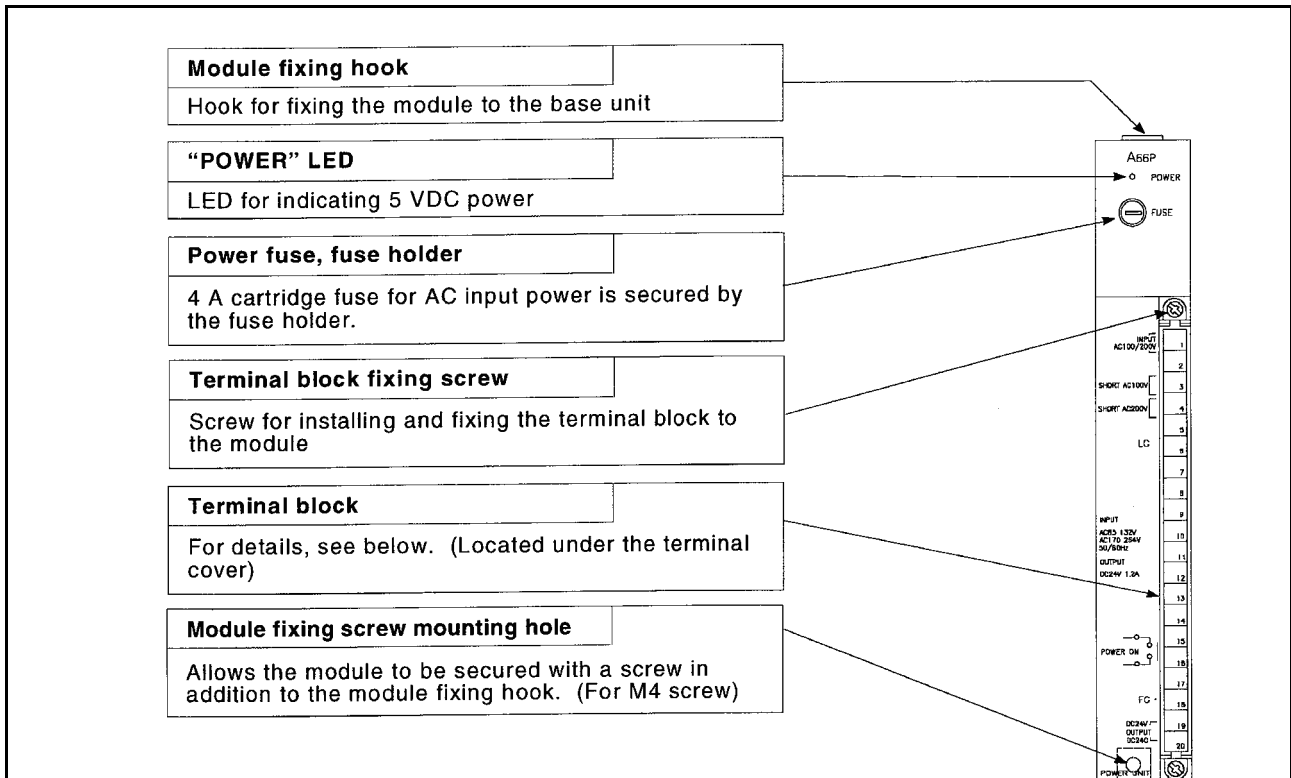 Module fixing hook
Hook for fixing the module to the base unit
“POWER” LED
LED for indicating 5 VDC power
Power fuse, fuse holder
4 A cartridge fuse for AC input power is secured by
the fuse holder.
Terminal block fixing screw
Screw for installing and fixing the terminal block to
the module
Terminal block
For details, see below. (Located under the terminal
cover)
Module fixing screw mounting hole
Allows the module to be secured with a screw in
addition to the module fixing hook. (For M4 screw)
A66P
POWER
FUSE
INPUT
AC100/200V
1
2
SHORT AC100V
3
SHORT AC200V
4
5
LG
6
7
8
9
INPUT
AC85 132V
10
AC170 264V
50/60Hz
11
OUTPUT
DC24V 1.2A
12
13
14
15
POWER ON
16
17
FG
18
DC24V
19
OUTPUT
DC24G
20
POWER UNIT